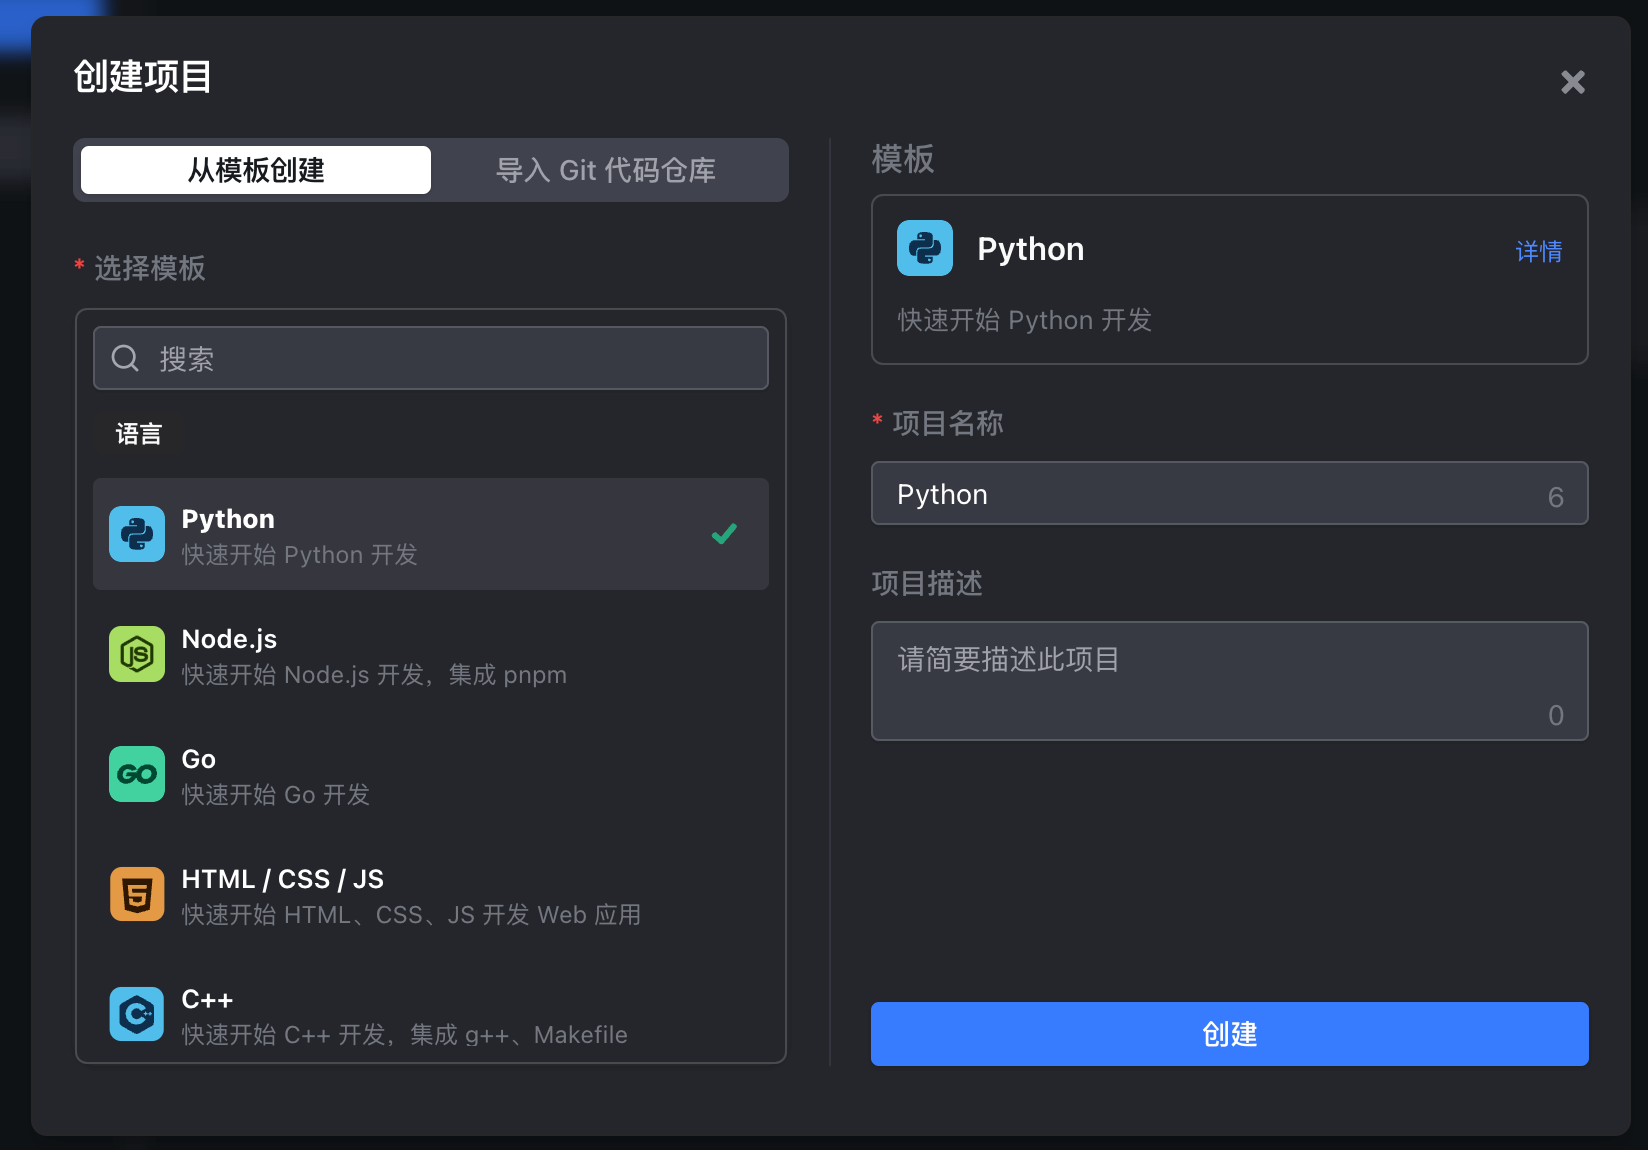 创建项目
从模板创建
导入 Git 代码仓库
* 选择模板
搜索
语言
Python
快速开始 Python 开发
Node.js
快速开始 Node.js 开发，集成 pnpm
Go
快速开始 Go 开发
HTML / CSS / JS
快速开始 HTML、CSS、JS 开发 Web 应用
C++
快速开始 C++ 开发，集成 g++、Makefile
模板
Python
详情
快速开始 Python 开发
* 项目名称
Python
6
项目描述
请简要描述此项目
0
创建